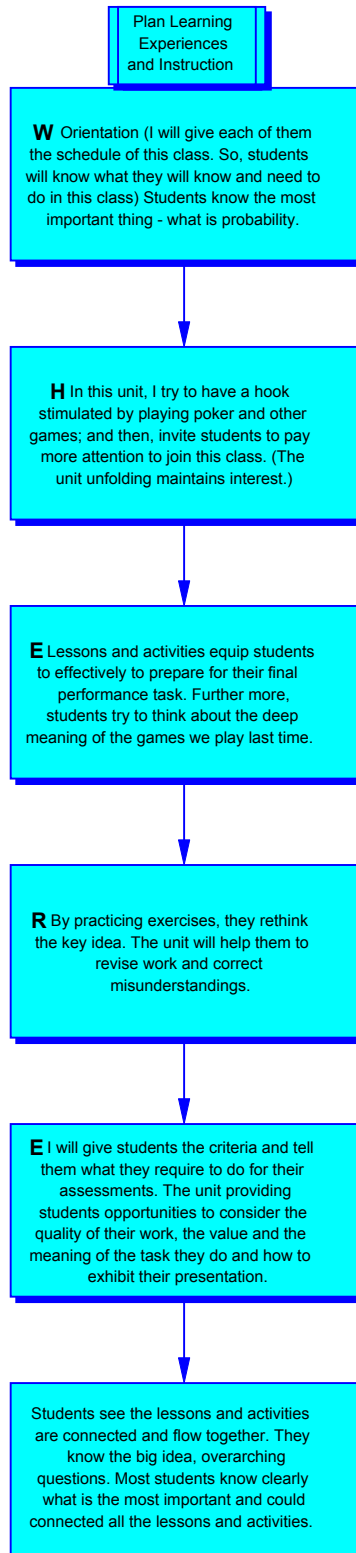 Plan Learning
Experiences
and Instruction
W Orientation (I will give each of them
the schedule of this class. So, students
will know what they will know and need to
do in this class) Students know the most
important thing - what is probability.
H In this unit, I try to have a hook
stimulated by playing poker and other
games; and then, invite students to pay
more attention to join this class. (The
unit unfolding maintains interest.)
E Lessons and activities equip students
to effectively to prepare for their final
performance task. Further more,
students try to think about the deep
meaning of the games we play last time.
R By practicing exercises, they rethink
the key idea. The unit will help them to
revise work and correct
misunderstandings.
E I will give students the criteria and tell
them what they require to do for their
assessments. The unit providing
students opportunities to consider the
quality of their work, the value and the
meaning of the task they do and how to
exhibit their presentation.
Students see the lessons and activities
are connected and flow together. They
know the big idea, overarching
questions. Most students know clearly
what is the most important and could
connected all the lessons and activities.